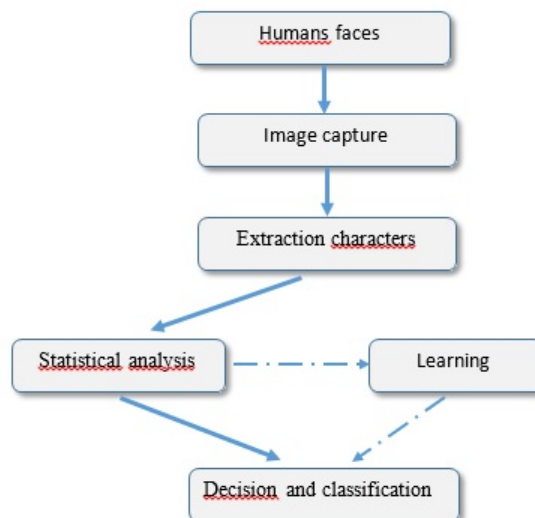 Humans faces
Image capture
Extraction characters
Statistical analysis
Learning
Decision and classification